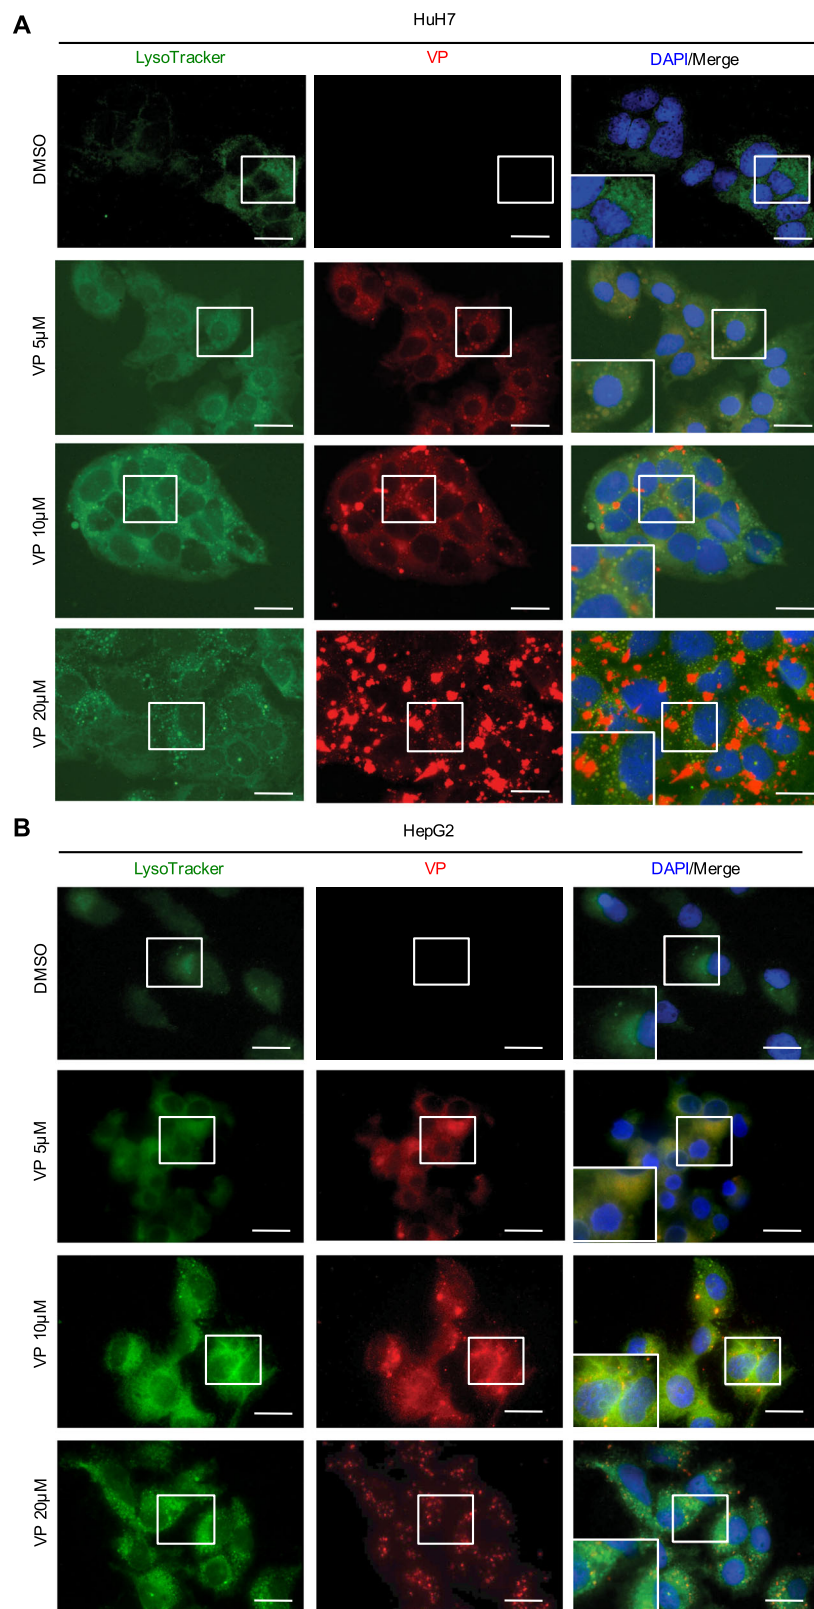 A
HuH7
LysoTracker VP DAPI/Merge
DMSO
VP 5µM
VP 10µM
VP 20µM
B
HepG2
LysoTracker VP DAPI/Merge
DMSO
VP 5µM
VP 10µM
VP 20µM